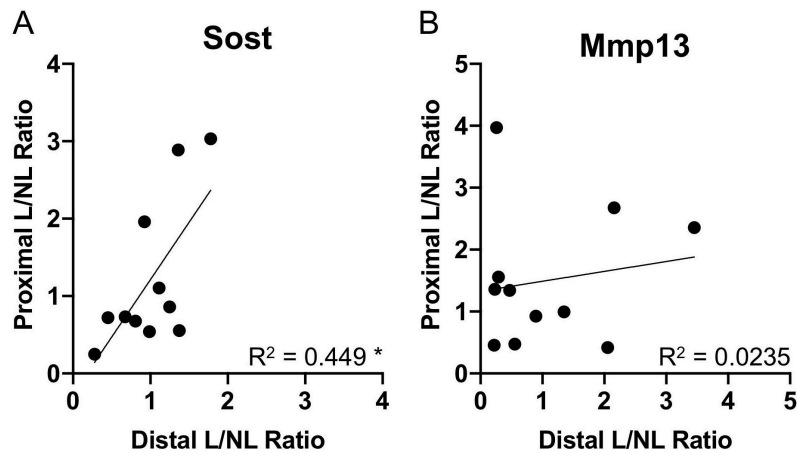 A
Sost
4
3
2
1
0
Proximal L/NL Ratio
R² = 0.449 *
0 1 2 3 4
Distal L/NL Ratio
B
Mmp13
5
4
3
2
1
0
Proximal L/NL Ratio
R² = 0.0235
0 1 2 3 4 5
Distal L/NL Ratio